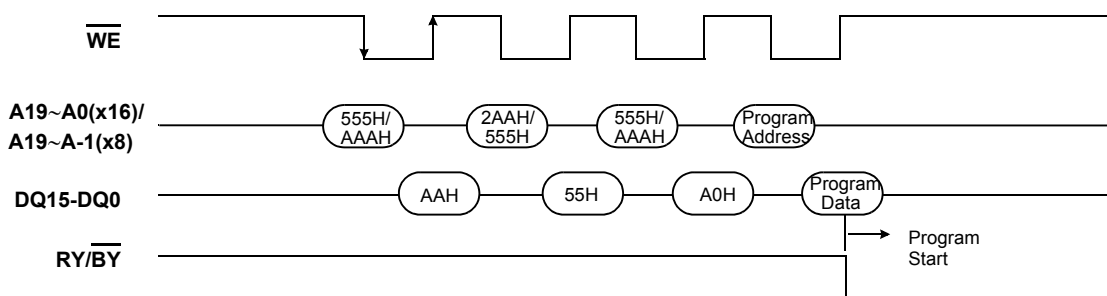 WE
A19~A0(x16)/
A19~A-1(x8)
555H/
AAAH
2AAH/
555H
555H/
AAAH
Program
Address
DQ15-DQ0
AAH
55H
A0H
Program
Data
RY/BY
Program
Start